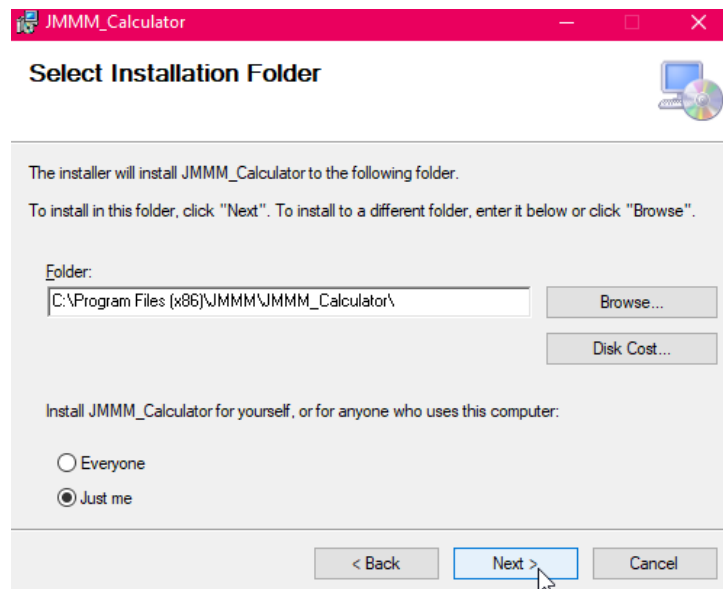 JMMM_Calculator
Select Installation Folder
The installer will install JMMM_Calculator to the following folder.
To install in this folder, click "Next". To install to a different folder, enter it below or click "Browse".
Folder:
C:\Program Files (x86)\JMMM\JMMM_Calculator\
Browse...
Disk Cost...
Install JMMM_Calculator for yourself, or for anyone who uses this computer:
Everyone
Just me
< Back Next > Cancel